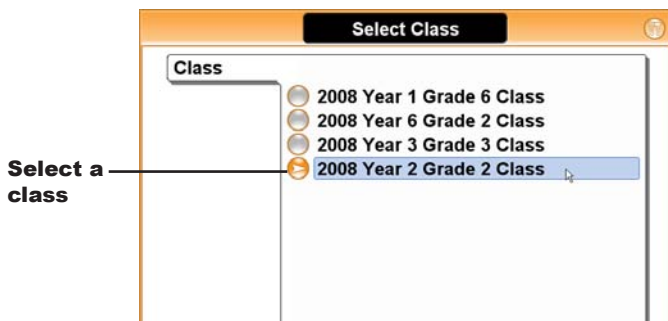 Select Class
Class
2008 Year 1 Grade 6 Class
2008 Year 6 Grade 2 Class
2008 Year 3 Grade 3 Class
2008 Year 2 Grade 2 Class
Select a
class